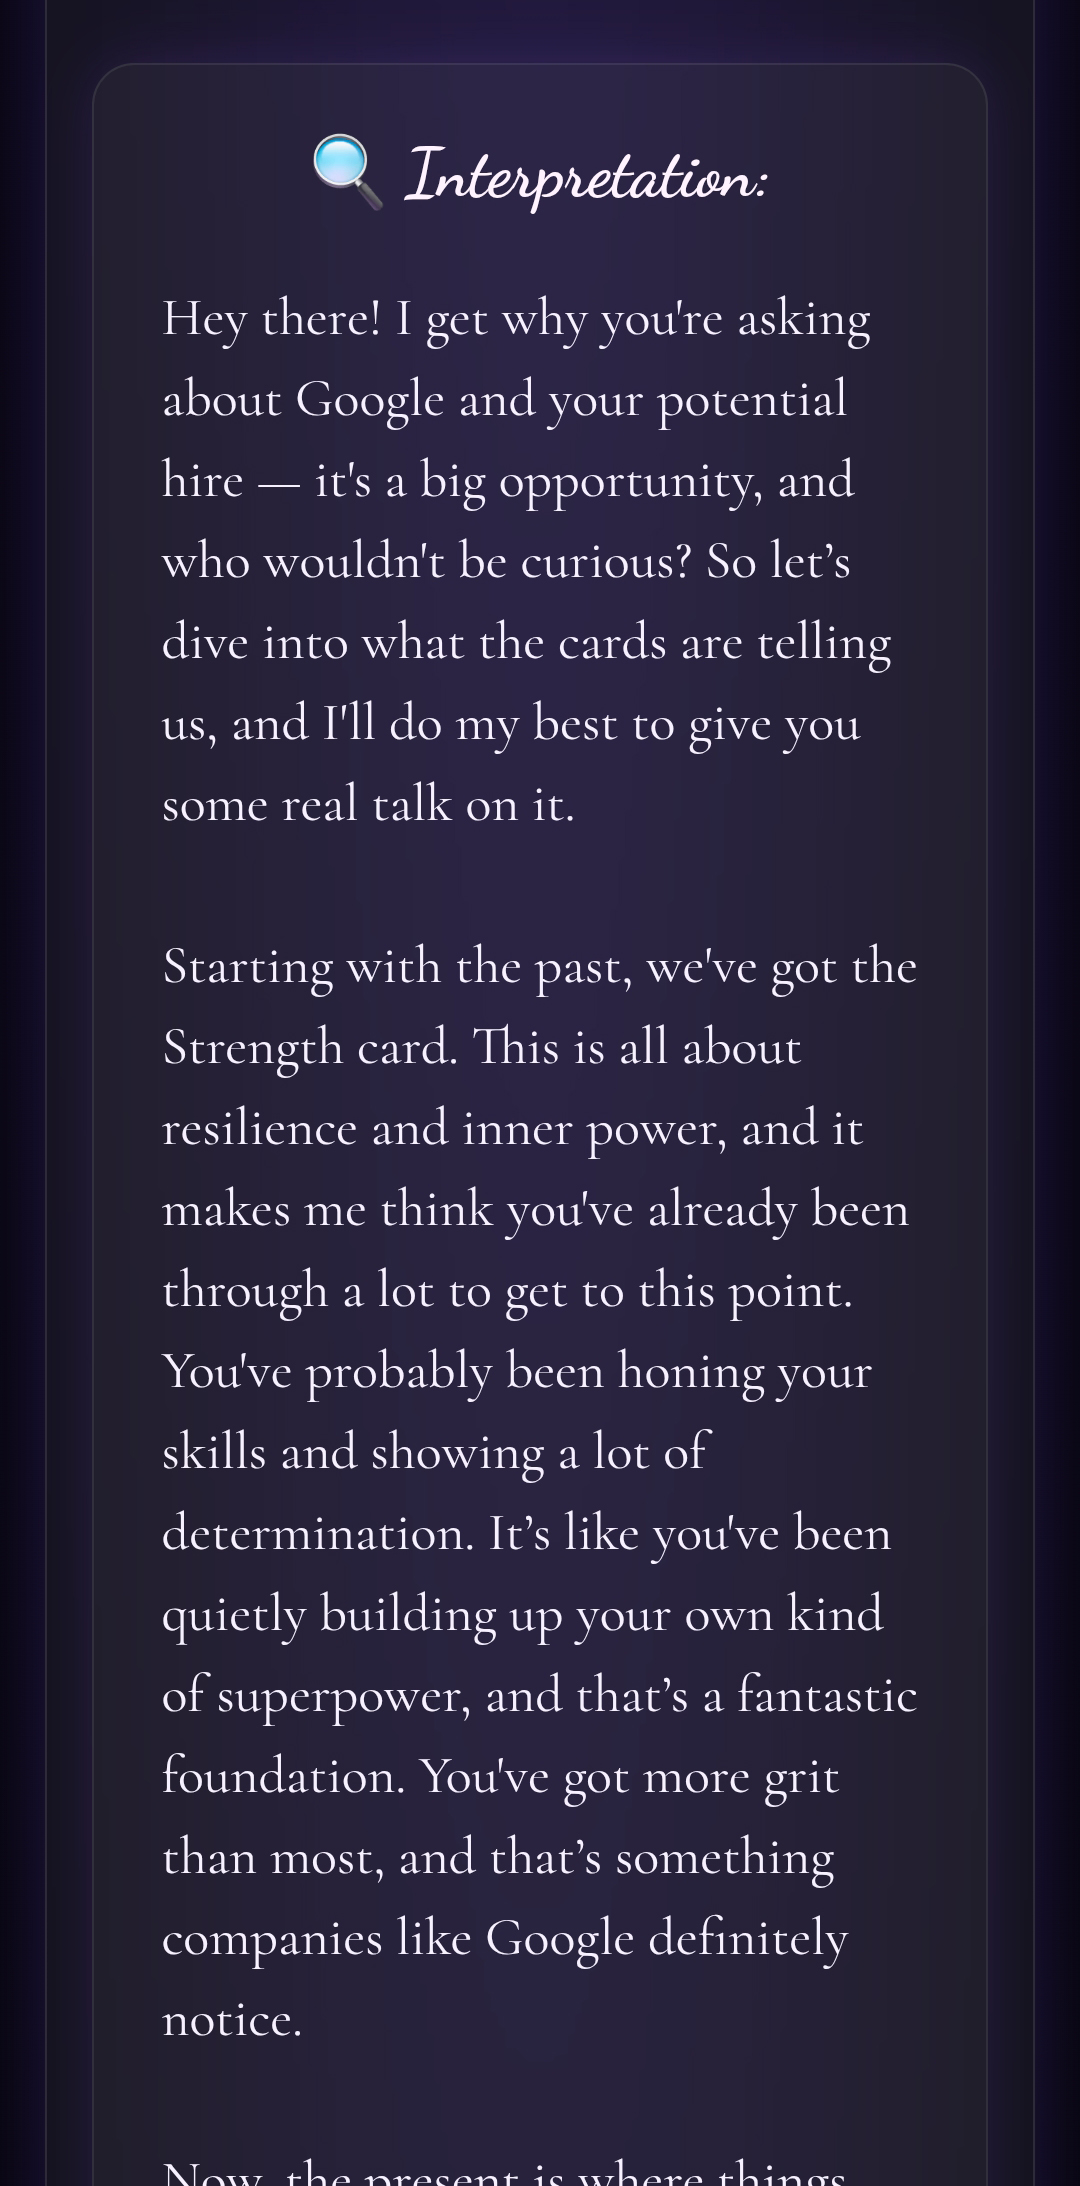 🔍 Interpretation:
Hey there! I get why you're asking
about Google and your potential
hire — it's a big opportunity, and
who wouldn't be curious? So let’s
dive into what the cards are telling
us, and I'll do my best to give you
some real talk on it.
Starting with the past, we've got the
Strength card. This is all about
resilience and inner power, and it
makes me think you've already been
through a lot to get to this point.
You've probably been honing your
skills and showing a lot of
determination. It’s like you've been
quietly building up your own kind
of superpower, and that’s a fantastic
foundation. You've got more grit
than most, and that’s something
companies like Google definitely
notice.
Now, the present is where things